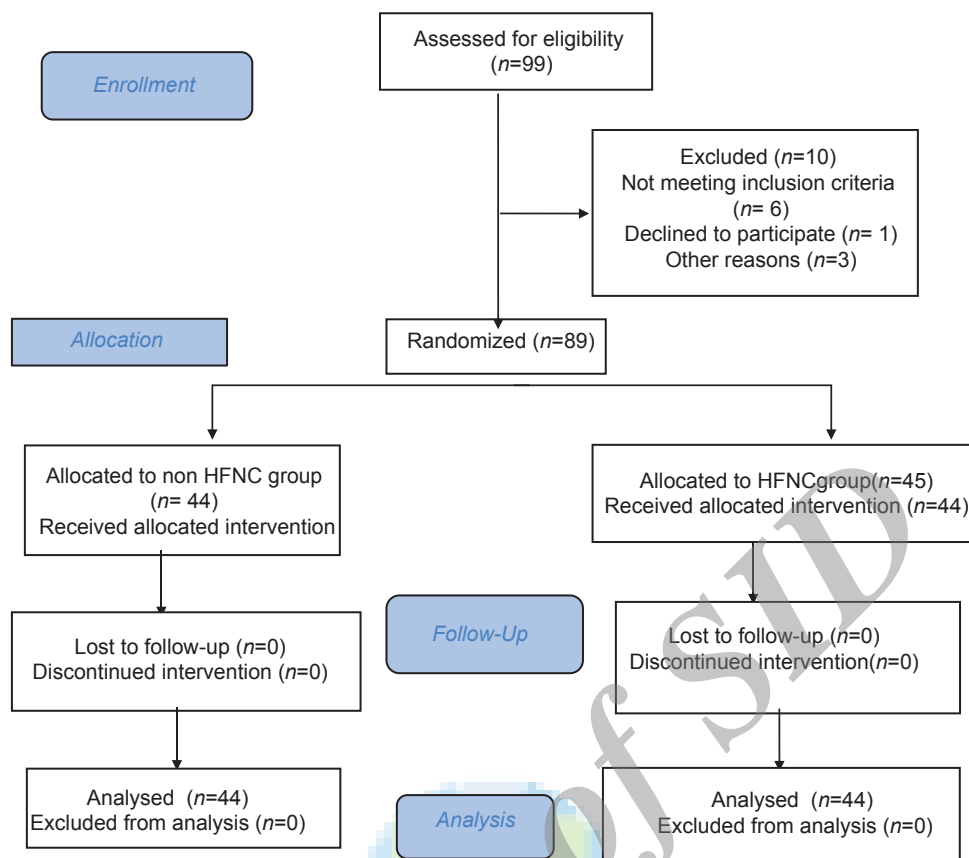 Assessed for eligibility
(n=99)
Enrollment
Excluded (n=10)
Not meeting inclusion criteria
(n= 6)
Declined to participate (n= 1)
Other reasons (n=3)
Allocation
Randomized (n=89)
Allocated to non HFNC group
(n= 44)
Received allocated intervention
Allocated to HFNCgroup(n=45)
Received allocated intervention (n=44)
Lost to follow-up (n=0)
Discontinued intervention (n=0)
Follow-Up
Lost to follow-up (n=0)
Discontinued intervention(n=0)
Analysed (n=44)
Excluded from analysis (n=0)
Analysis
Analysed (n=44)
Excluded from analysis (n=0)
of SID